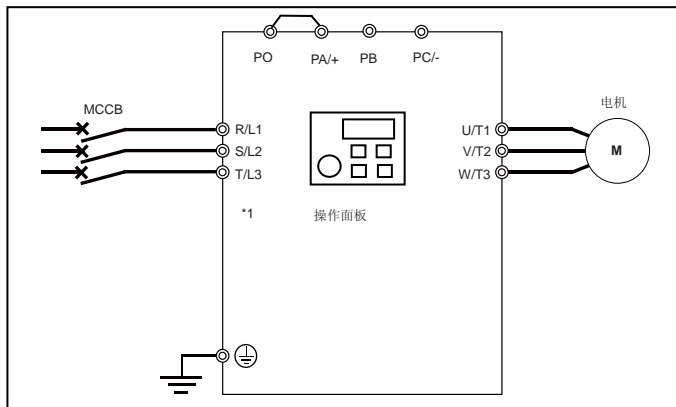 PO PA/+ PB PC/-
MCCB
电机
R/L1 U/T1
S/L2 V/T2 M
T/L3 W/T3
*1 操作面板